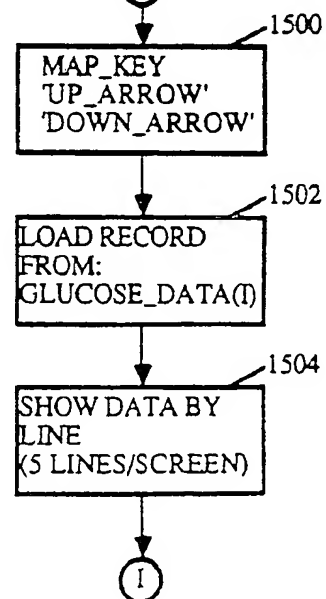 1500
MAP_KEY
'UP_ARROW'
'DOWN_ARROW'
1502
LOAD RECORD
FROM:
GLUCOSE_DATA(I)
1504
SHOW DATA BY
LINE
(5 LINES/SCREEN)
I